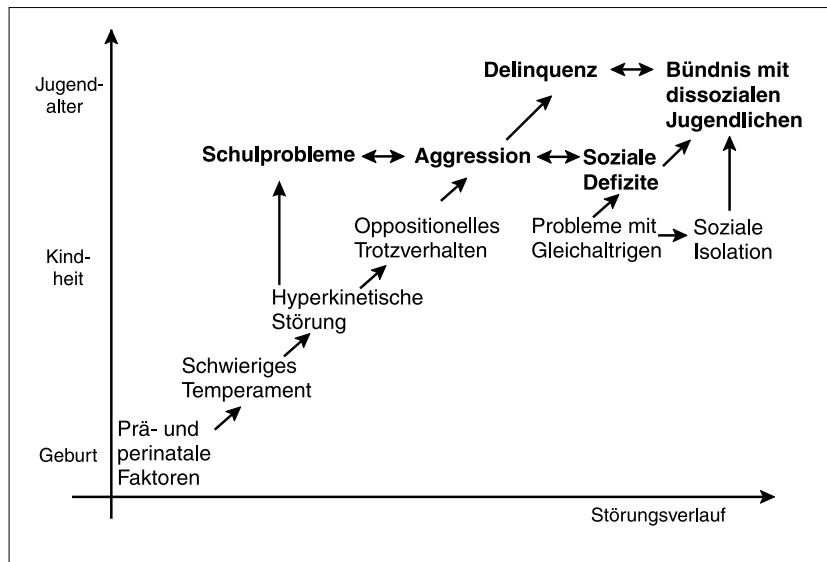 Jugend-
alter
Delinquenz
Bündnis mit
dissozialen
Jugendlichen
Schulprobleme
Aggression
Soziale
Defizite
Oppositionelles
Trotzverhalten
Probleme mit
Gleichaltrigen
Soziale
Isolation
Kind-
heit
Hyperkinetische
Störung
Schwieriges
Temperament
Geburt
Prä- und
perinatale
Faktoren
Störungsverlauf